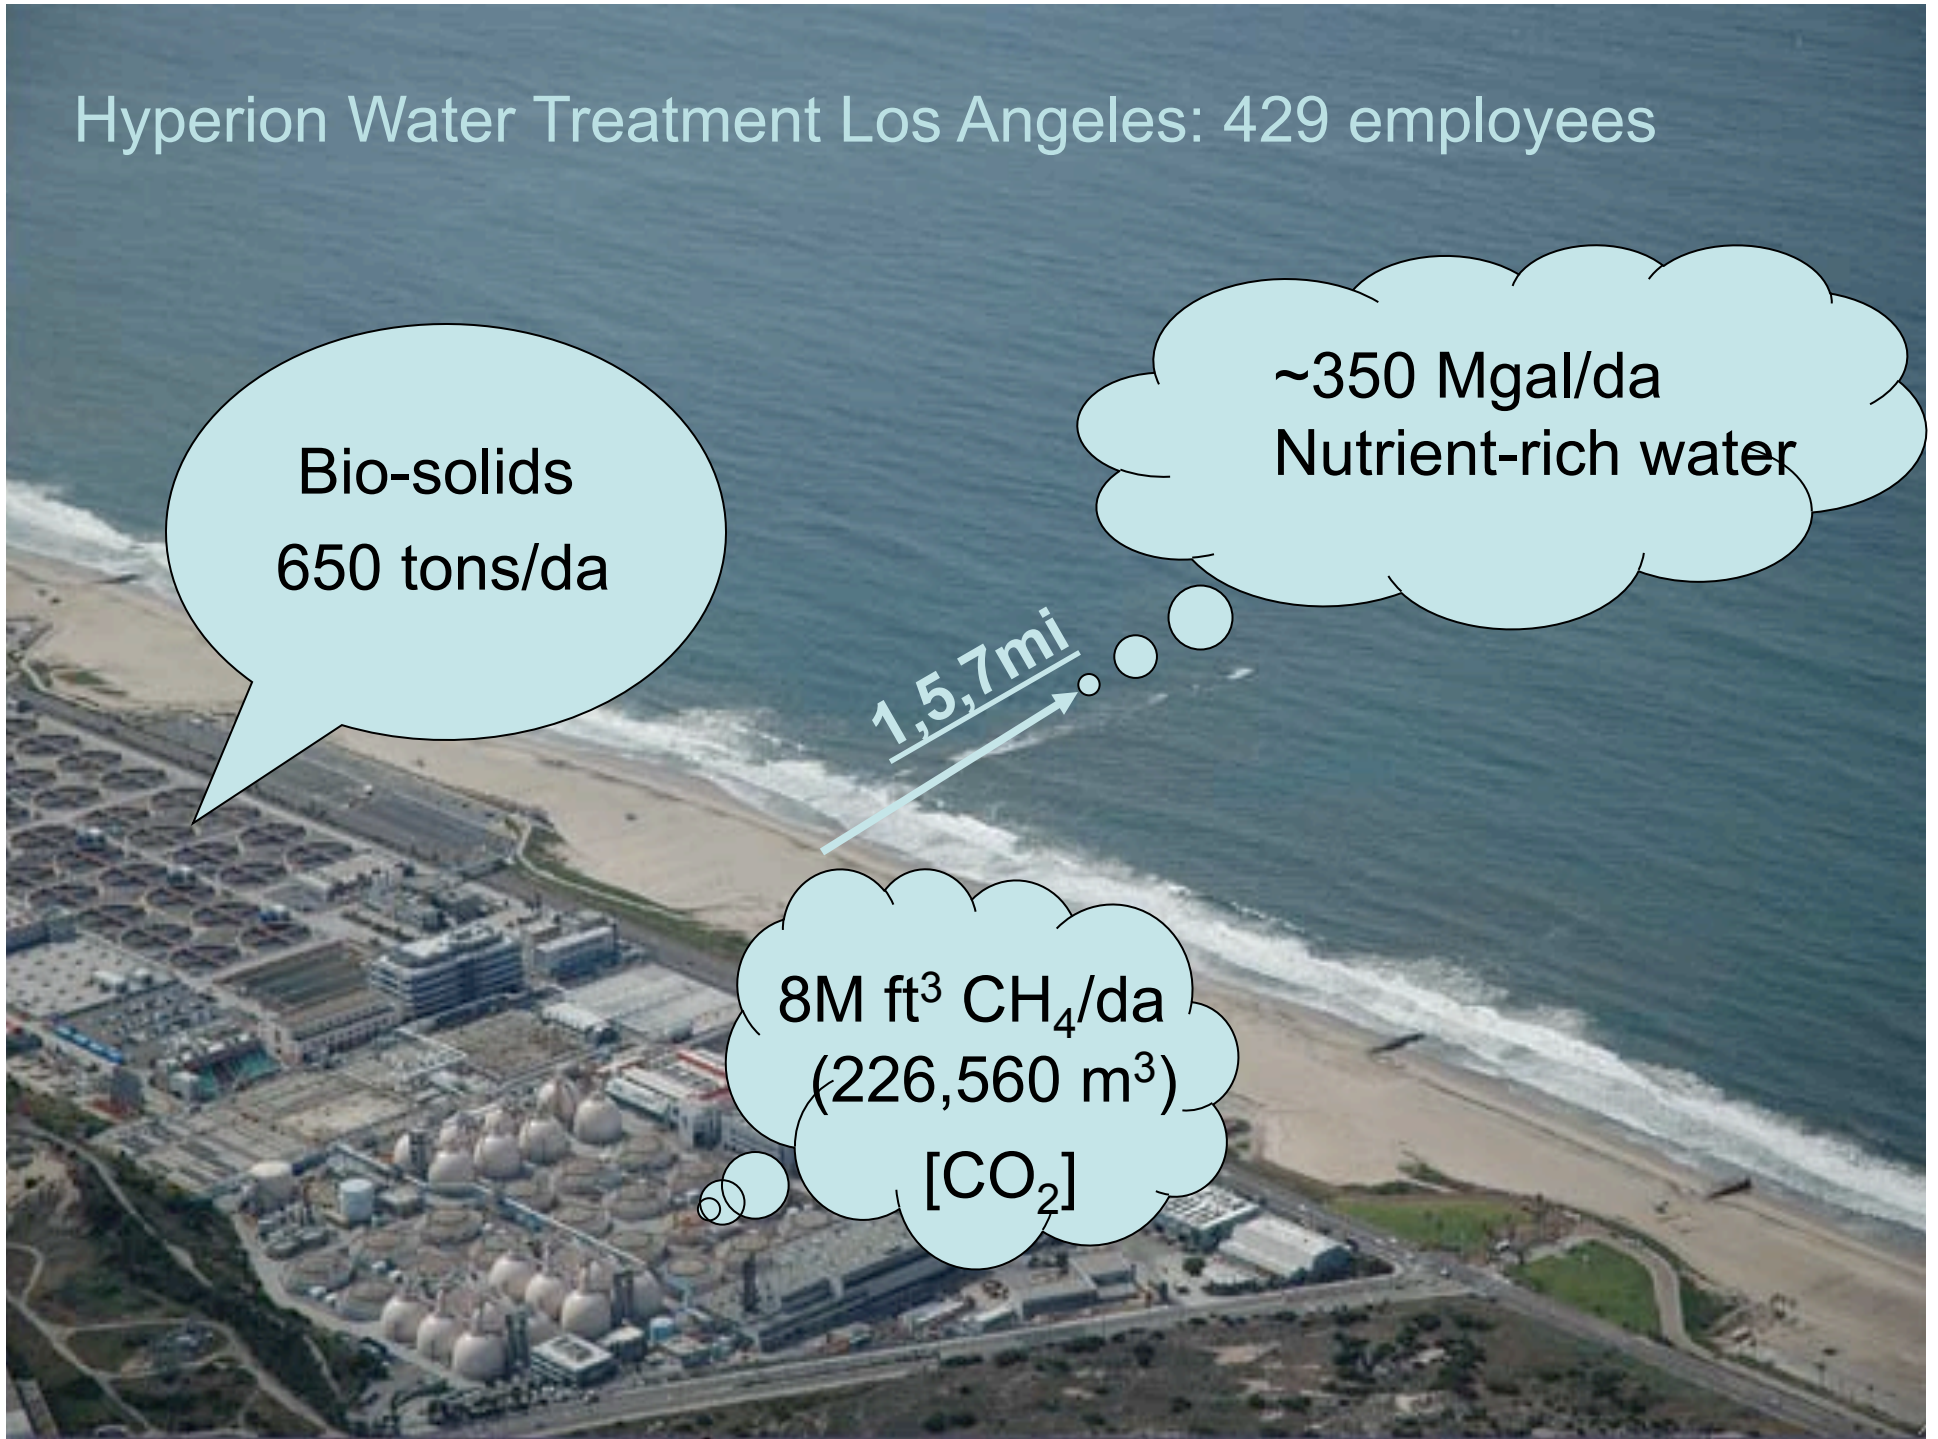 Hyperion Water Treatment Los Angeles: 429 employees
~350 Mgal/da
Nutrient-rich water
Bio-solids
650 tons/da
1,5,7mi
8M ft³ CH₄/da
(226,560 m³)
[CO₂]